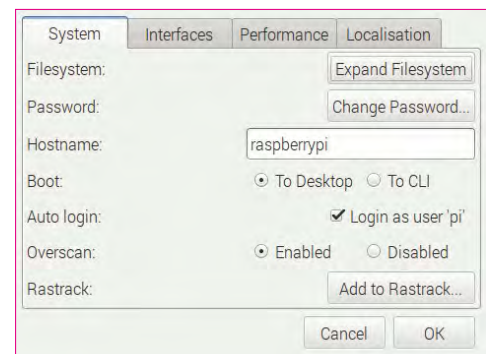 System Interfaces Performance Localisation
Filesystem: Expand Filesystem
Password: Change Password...
Hostname: raspberrypi
Boot: To Desktop To CLI
Auto login: Login as user 'pi'
Overscan: Enabled Disabled
Rastrack: Add to Rastrack...
Cancel OK